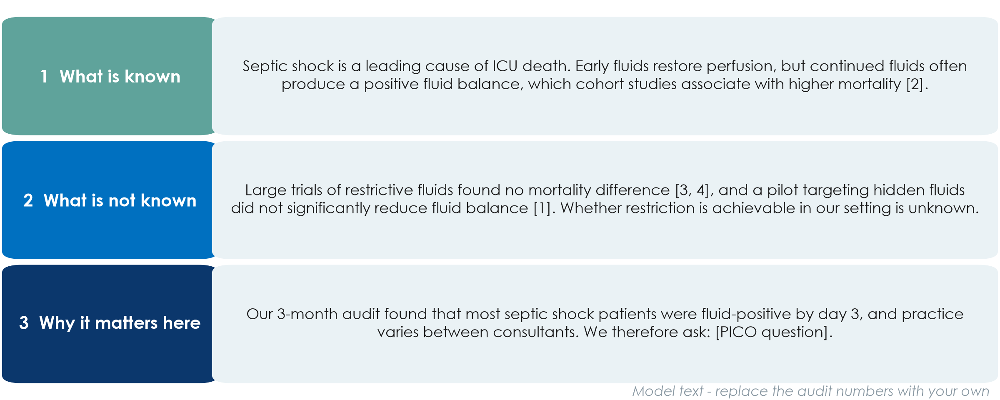 1 What is known
Septic shock is a leading cause of ICU death. Early fluids restore perfusion, but continued fluids often
produce a positive fluid balance, which cohort studies associate with higher mortality [2].
2 What is not known
Large trials of restrictive fluids found no mortality difference [3, 4], and a pilot targeting hidden fluids
did not significantly reduce fluid balance [1]. Whether restriction is achievable in our setting is unknown.
3 Why it matters here
Our 3-month audit found that most septic shock patients were fluid-positive by day 3, and practice
varies between consultants. We therefore ask: [PICO question].
Model text - replace the audit numbers with your own